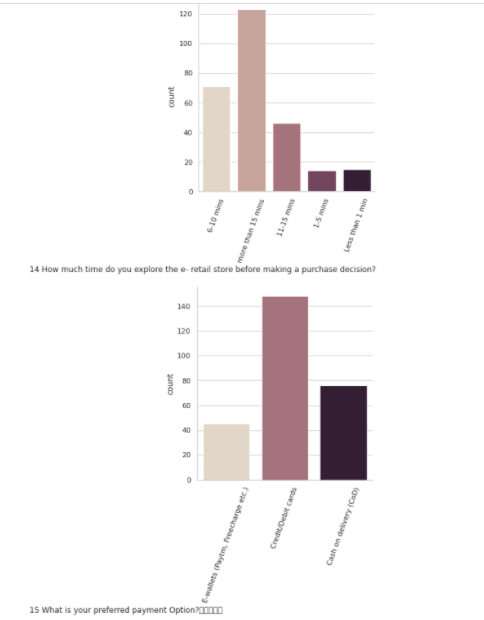 120
100
80
60
40
20
0
count
6-10 mins
more than 15 mins
11-15 mins
1-5 mins
Less than 1 min
14 How much time do you explore the e- retail store before making a purchase decision?
140
120
100
80
60
40
20
0
count
E-wallets (Paytm, Freecharge etc.)
Credit/Debit cards
Cash on delivery (CoD)
15 What is your preferred payment Option?▯▯▯▯▯